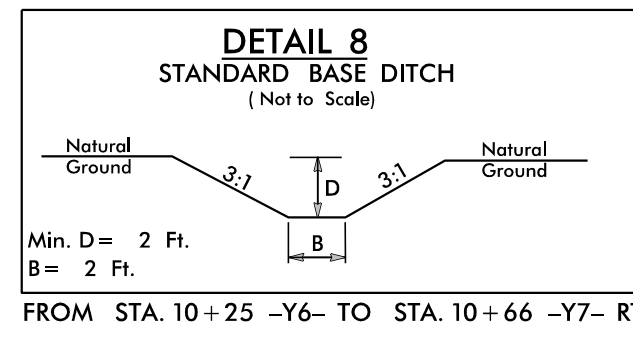 DETAIL 8
STANDARD BASE DITCH
( Not to Scale)
Natural
Ground
3:1
D
3:1
Natural
Ground
Min. D = 2 Ft.
B = 2 Ft.
B
FROM STA. 10+25 -Y6- TO STA. 10+66 -Y7-